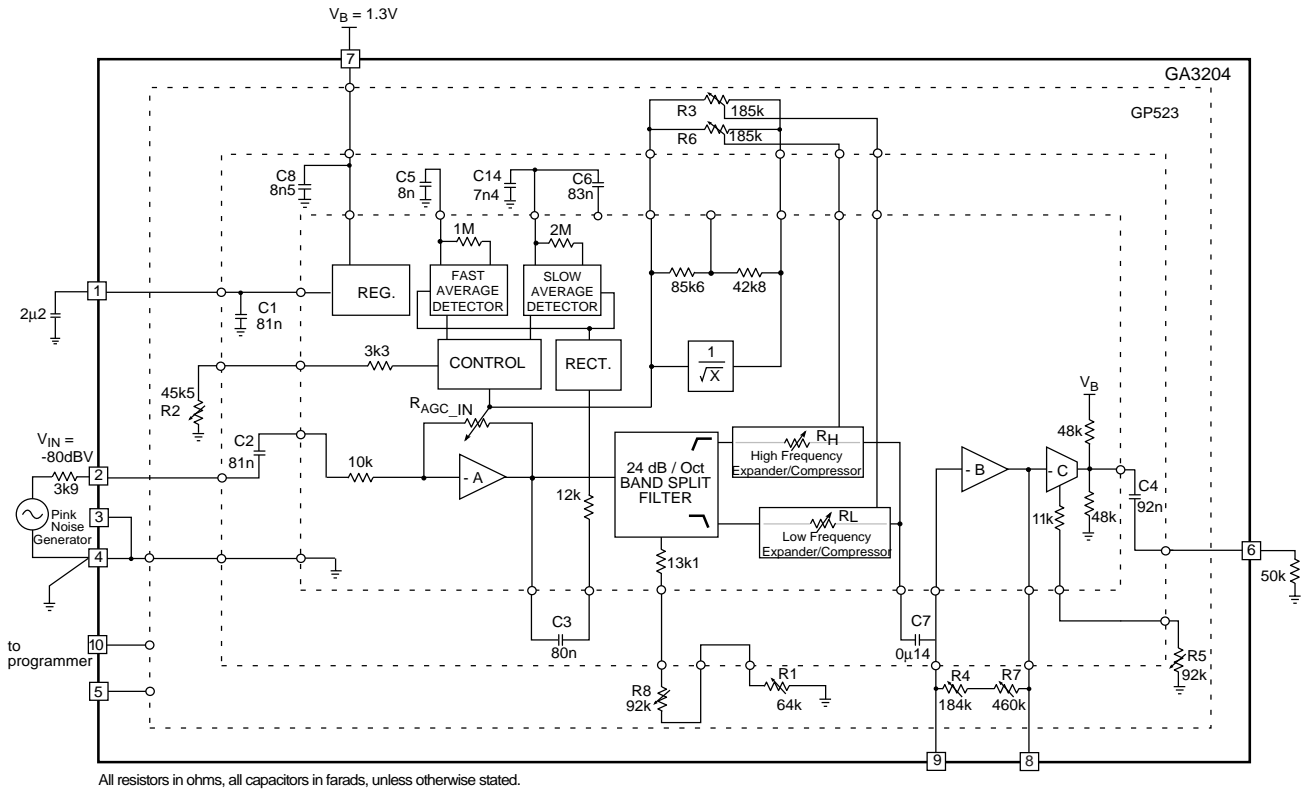 V_B = 1.3V
7
GA3204
GP523
R3
185k
R6
185k
C8
8n5
C5
8n
C14
7n4
C6
83n
1M
2M
REG.
FAST
AVERAGE
DETECTOR
SLOW
AVERAGE
DETECTOR
85k6
42k8
1
2µ2
C1
81n
3k3
CONTROL
RECT.
1
√X
45k5
R2
R_AGC_IN
V_B
48k
V_IN =
-80dBV
C2
81n
2
3k9
10k
- A
12k
24 dB / Oct
BAND SPLIT
FILTER
R_H
High Frequency
Expander/Compressor
- B
- C
C4
92n
48k
11k
Pink
Noise
Generator
3
4
RL
Low Frequency
Expander/Compressor
13k1
6
50k
C3
80n
C7
0µ14
to
programmer
10
5
R8
92k
R1
64k
R4
184k
R7
460k
R5
92k
9
8
All resistors in ohms, all capacitors in farads, unless otherwise stated.